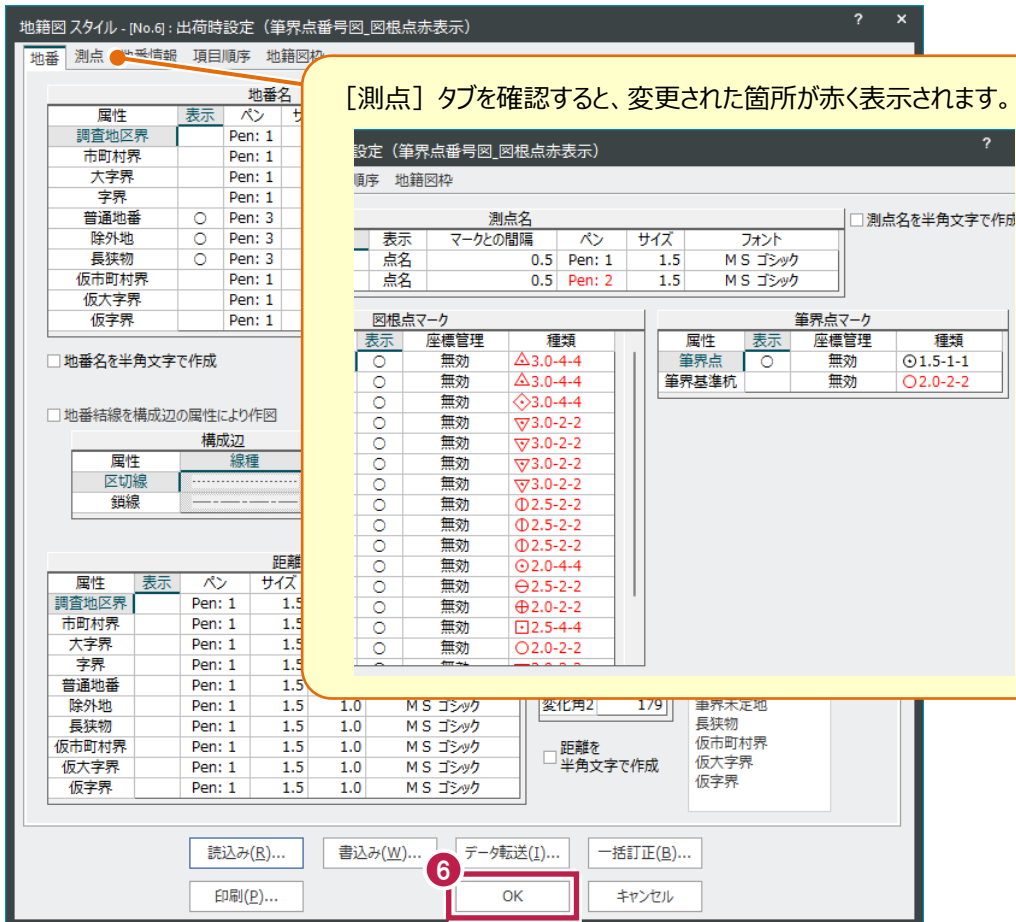 地籍図 スタイル - [No.6] : 出荷時設定（筆界点番号図_図根点赤表示） ? ×
地番 測点 地番情報 項目順序 地籍図枠
［測点］タブを確認すると、変更された箇所が赤く表示されます。
地番名
属性 表示 ペン
調査地区界 Pen: 1
市町村界 Pen: 1
大字界 Pen: 1
字界 Pen: 1
普通地番 ○ Pen: 3
除外地 ○ Pen: 3
長狭物 ○ Pen: 3
仮市町村界 Pen: 1
仮大字界 Pen: 1
仮字界 Pen: 1
地番名を半角文字で作成
地番結線を構成辺の属性により作図
構成辺
属性 線種
区切線
鎖線
設定（筆界点番号図_図根点赤表示） ?
順序 地籍図枠
測点名
表示 マークとの間隔 ペン サイズ フォント
点名 0.5 Pen: 1 1.5 ＭＳ ゴシック
点名 0.5 Pen: 2 1.5 ＭＳ ゴシック
測点名を半角文字で作成
図根点マーク
表示 座標管理 種類
○ 無効 3.0-4-4
○ 無効 3.0-4-4
○ 無効 3.0-4-4
○ 無効 3.0-2-2
○ 無効 3.0-2-2
○ 無効 3.0-2-2
○ 無効 3.0-2-2
○ 無効 2.5-2-2
○ 無効 2.5-2-2
○ 無効 2.5-2-2
○ 無効 2.0-4-4
○ 無効 2.5-2-2
○ 無効 2.0-2-2
○ 無効 2.5-4-4
○ 無効 2.0-2-2
筆界点マーク
属性 表示 座標管理 種類
筆界点 ○ 無効 1.5-1-1
筆界基準杭 無効 2.0-2-2
距離
属性 表示 ペン サイズ
調査地区界 Pen: 1 1.5
市町村界 Pen: 1 1.5
大字界 Pen: 1 1.5
字界 Pen: 1 1.5
普通地番 Pen: 1 1.5
除外地 Pen: 1 1.5 1.0 ＭＳ ゴシック
長狭物 Pen: 1 1.5 1.0 ＭＳ ゴシック
仮市町村界 Pen: 1 1.5 1.0 ＭＳ ゴシック
仮大字界 Pen: 1 1.5 1.0 ＭＳ ゴシック
仮字界 Pen: 1 1.5 1.0 ＭＳ ゴシック
変化角2 179
距離を
半角文字で作成
筆界未定地
長狭物
仮市町村界
仮大字界
仮字界
読込み(R)... 書込み(W)... データ転送(I)... 一括訂正(B)...
6
印刷(P)... OK キャンセル